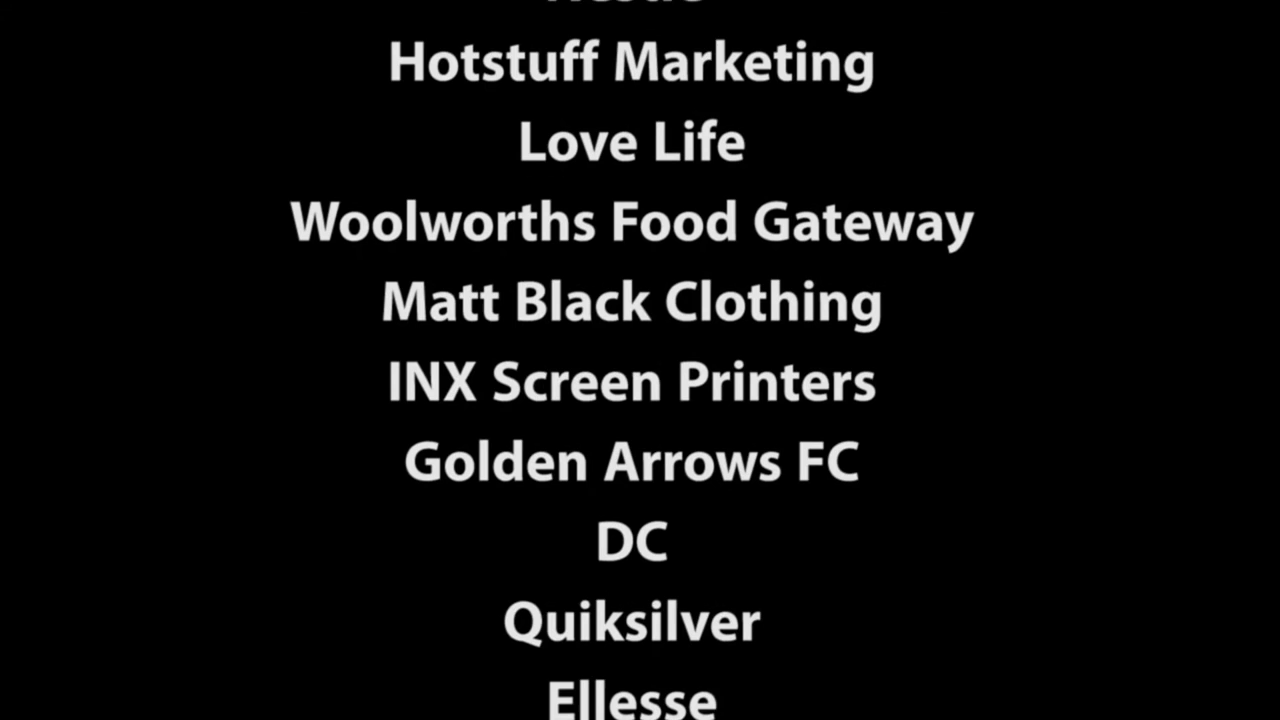 Hotstuff Marketing
Love Life
Woolworths Food Gateway
Matt Black Clothing
INX Screen Printers
Golden Arrows FC
DC
Quiksilver
Ellesse